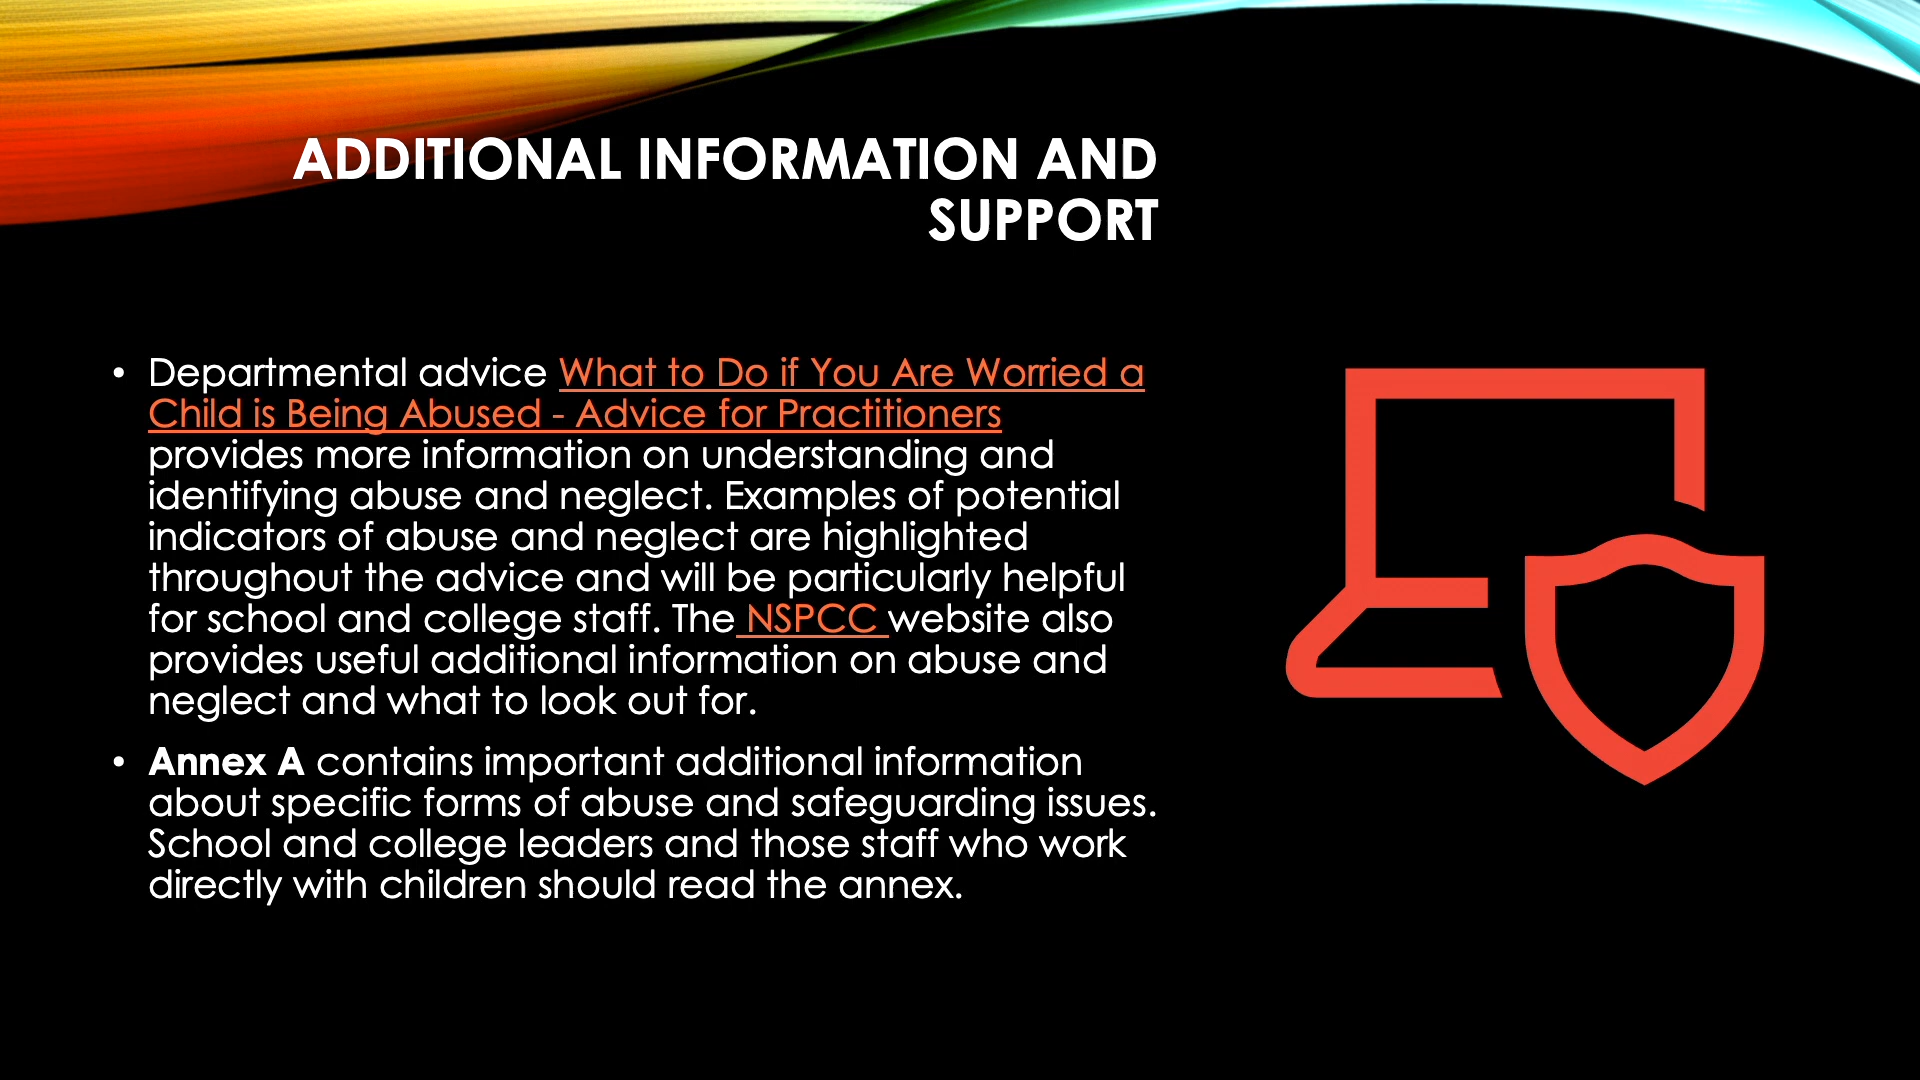 ADDITIONAL INFORMATION AND
SUPPORT
• Departmental advice What to Do if You Are Worried a
Child is Being Abused - Advice for Practitioners
provides more information on understanding and
identifying abuse and neglect. Examples of potential
indicators of abuse and neglect are highlighted
throughout the advice and will be particularly helpful
for school and college staff. The NSPCC website also
provides useful additional information on abuse and
neglect and what to look out for.
• Annex A contains important additional information
about specific forms of abuse and safeguarding issues.
School and college leaders and those staff who work
directly with children should read the annex.